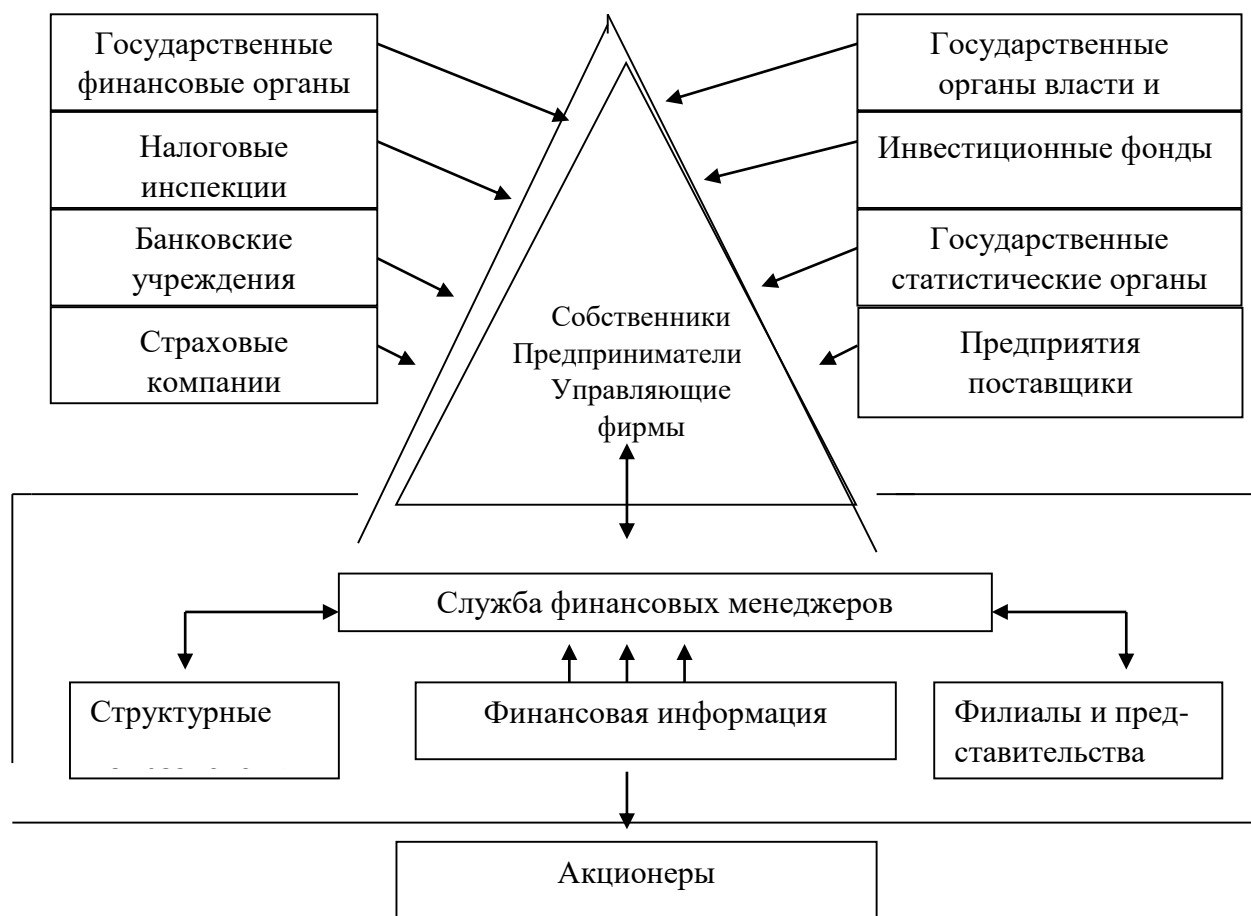 Государственные
финансовые органы
Налоговые
инспекции
Банковские
учреждения
Страховые
компании
Государственные
органы власти и
Инвестиционные фонды
Государственные
статистические органы
Предприятия
поставщики
Собственники
Предприниматели
Управляющие
фирмы
Служба финансовых менеджеров
Структурные
Финансовая информация
Филиалы и пред-
ставительства
Акционеры